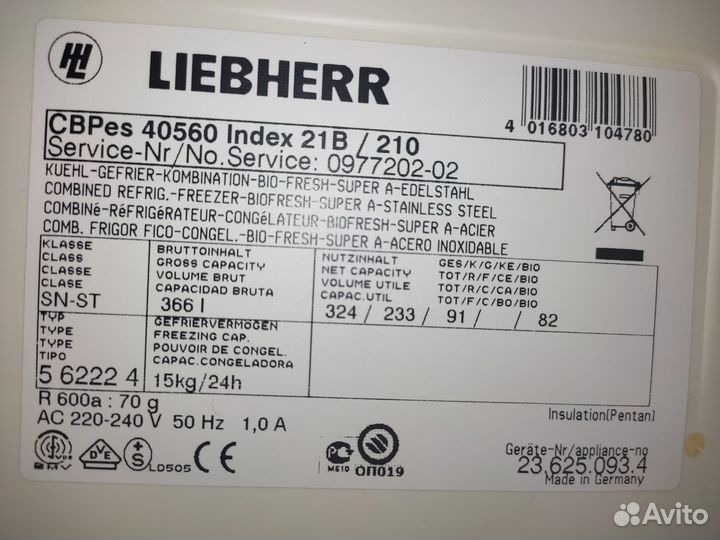 LIEBHERR
4 016803 104780
CBPes 40560 Index 21B / 210
Service-Nr/No.Service: 0977202-02
KUEHL-GEFRIER-KOMBINATION-BIO-FRESH-SUPER A-EDELSTAHL
COMBINED REFRIG.-FREEZER-BIOFRESH-SUPER A-STAINLESS STEEL
COMBINé-RéFRIGéRATEUR-CONGéLATEUR-BIOFRESH-SUPER A-ACIER
COMB. FRIGOR FICO-CONGEL.-BIO-FRESH-SUPER A-ACERO INOXIDABLE
KLASSE
CLASS
CLASSE
CLASE
SN-ST
BRUTTOINHALT
GROSS CAPACITY
VOLUME BRUT
CAPACIDAD BRUTA
366 l
NUTZINHALT GES/K/G/KE/BIO
NET CAPACITY TOT/R/F/CE/BIO
VOLUME UTILE TOT/R/C/CA/BIO
CAPAC.UTIL TOT/F/C/BO/BIO
324 / 233 / 91 / / 82
TYP
TYPE
TYPE
TIPO
5 6222 4
GEFRIERVERMÖGEN
FREEZING CAP.
POUVOIR DE CONGEL.
CAPAC.CONGELADORA
15kg/24h
R 600a: 70 g
AC 220-240 V 50 Hz 1,0 A
Insulation(Pentan)
EMV
DVE
S
LD505
CE
ME10
ОП019
Geräte-Nr/appliance-no
23.625.093.4
Made in Germany
Avito